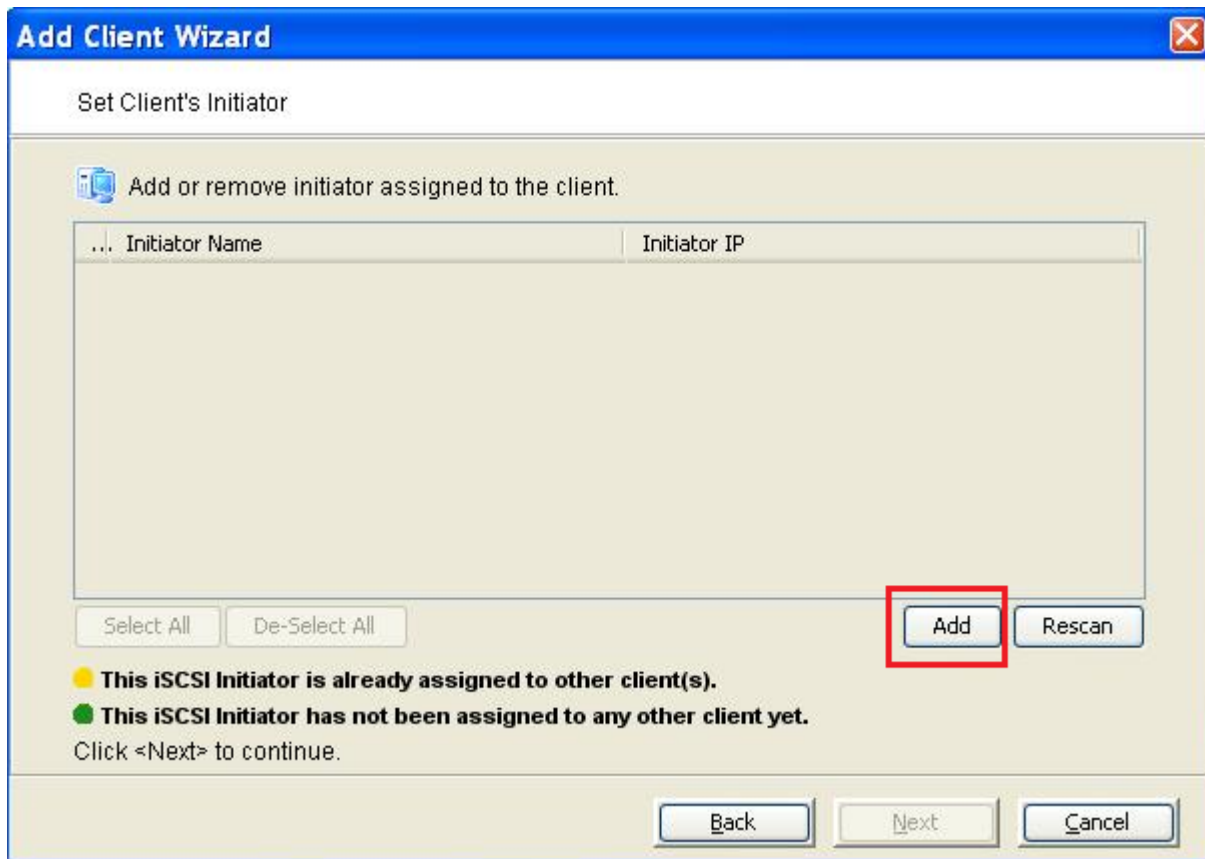 Add Client Wizard
Set Client's Initiator
Add or remove initiator assigned to the client.
... Initiator Name Initiator IP
Select All De-Select All Add Rescan
This iSCSI Initiator is already assigned to other client(s).
This iSCSI Initiator has not been assigned to any other client yet.
Click <Next> to continue.
Back Next Cancel